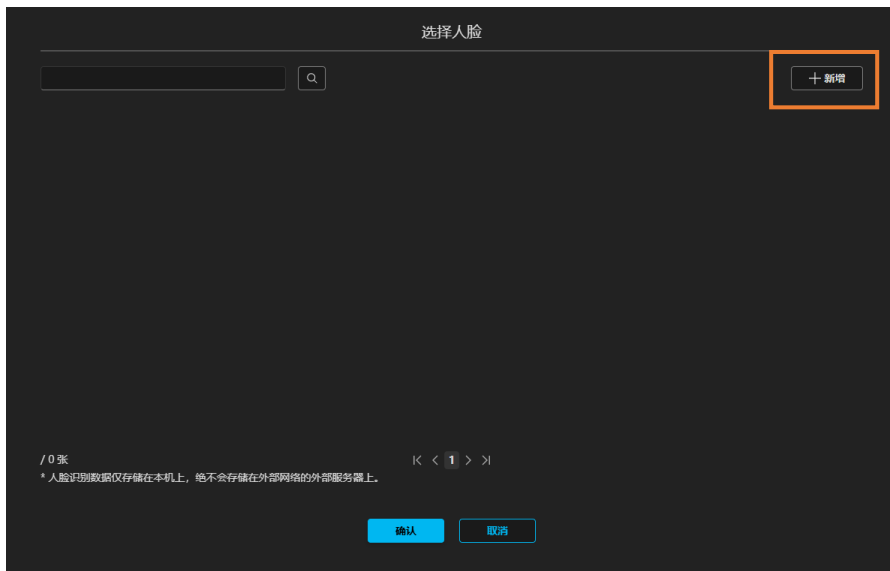 选择人脸
新增
/ 0 张
1
* 人脸识别数据仅存储在本机上，绝不会存储在外部网络的外部服务器上。
确认
取消